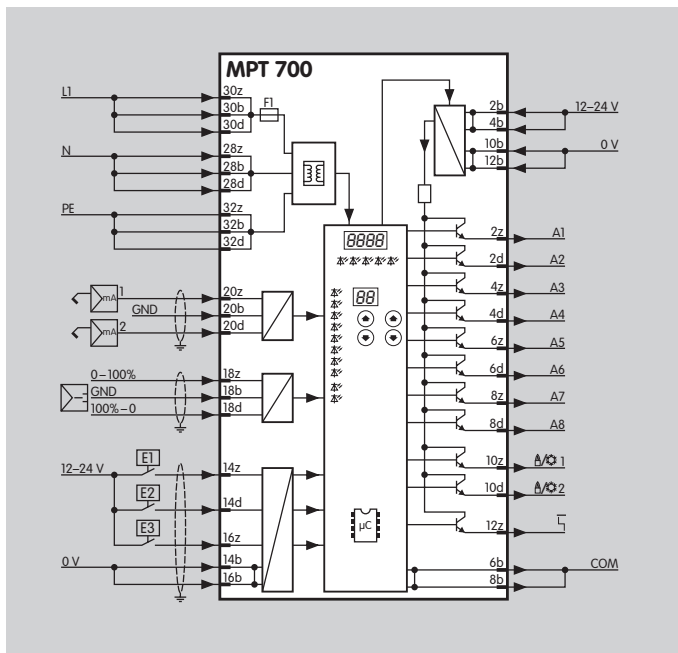 MPT 700
L1
30z
30b
30d
F1
N
28z
28b
28d
PE
32z
32b
32d
mA
1
GND
mA
2
20z
20b
20d
0–100%
GND
100%–0
18z
18b
18d
12–24 V
E1
E2
E3
0 V
14z
14d
16z
14b
16b
8888
88
µC
2b
4b
12–24 V
10b
12b
0 V
2z
A1
2d
A2
4z
A3
4d
A4
6z
A5
6d
A6
8z
A7
8d
A8
10z
/ 1
10d
/ 2
12z
6b
8b
COM